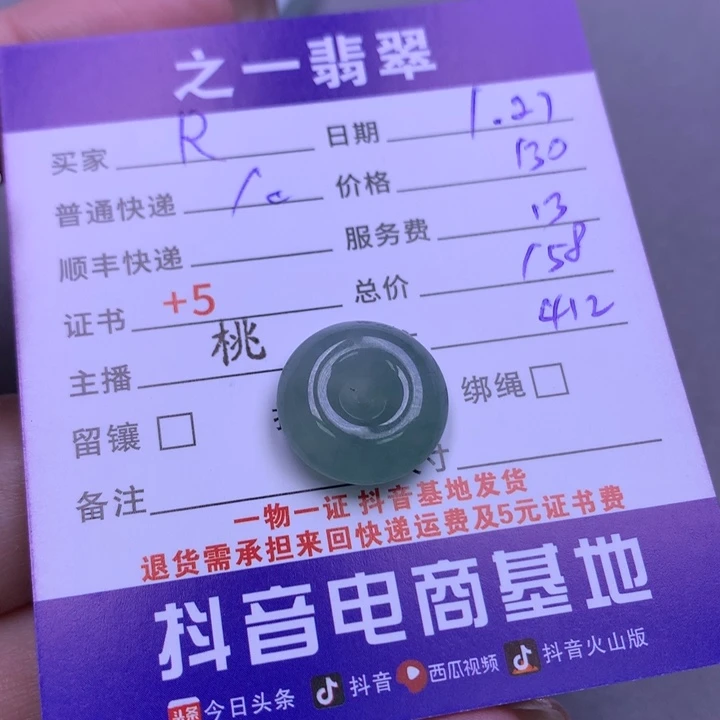 之一翡翠
买家 R 日期 1.27
普通快递 10 价格 130
顺丰快递 服务费 13
证书 +5 总价 158
主播 桃 412
留镶 绑绳
备注 寸
一物一证 抖音基地发货
退货需承担来回快递运费及5元证书费
抖音电商基地
头条 今日头条 抖音 西瓜视频 抖音火山版